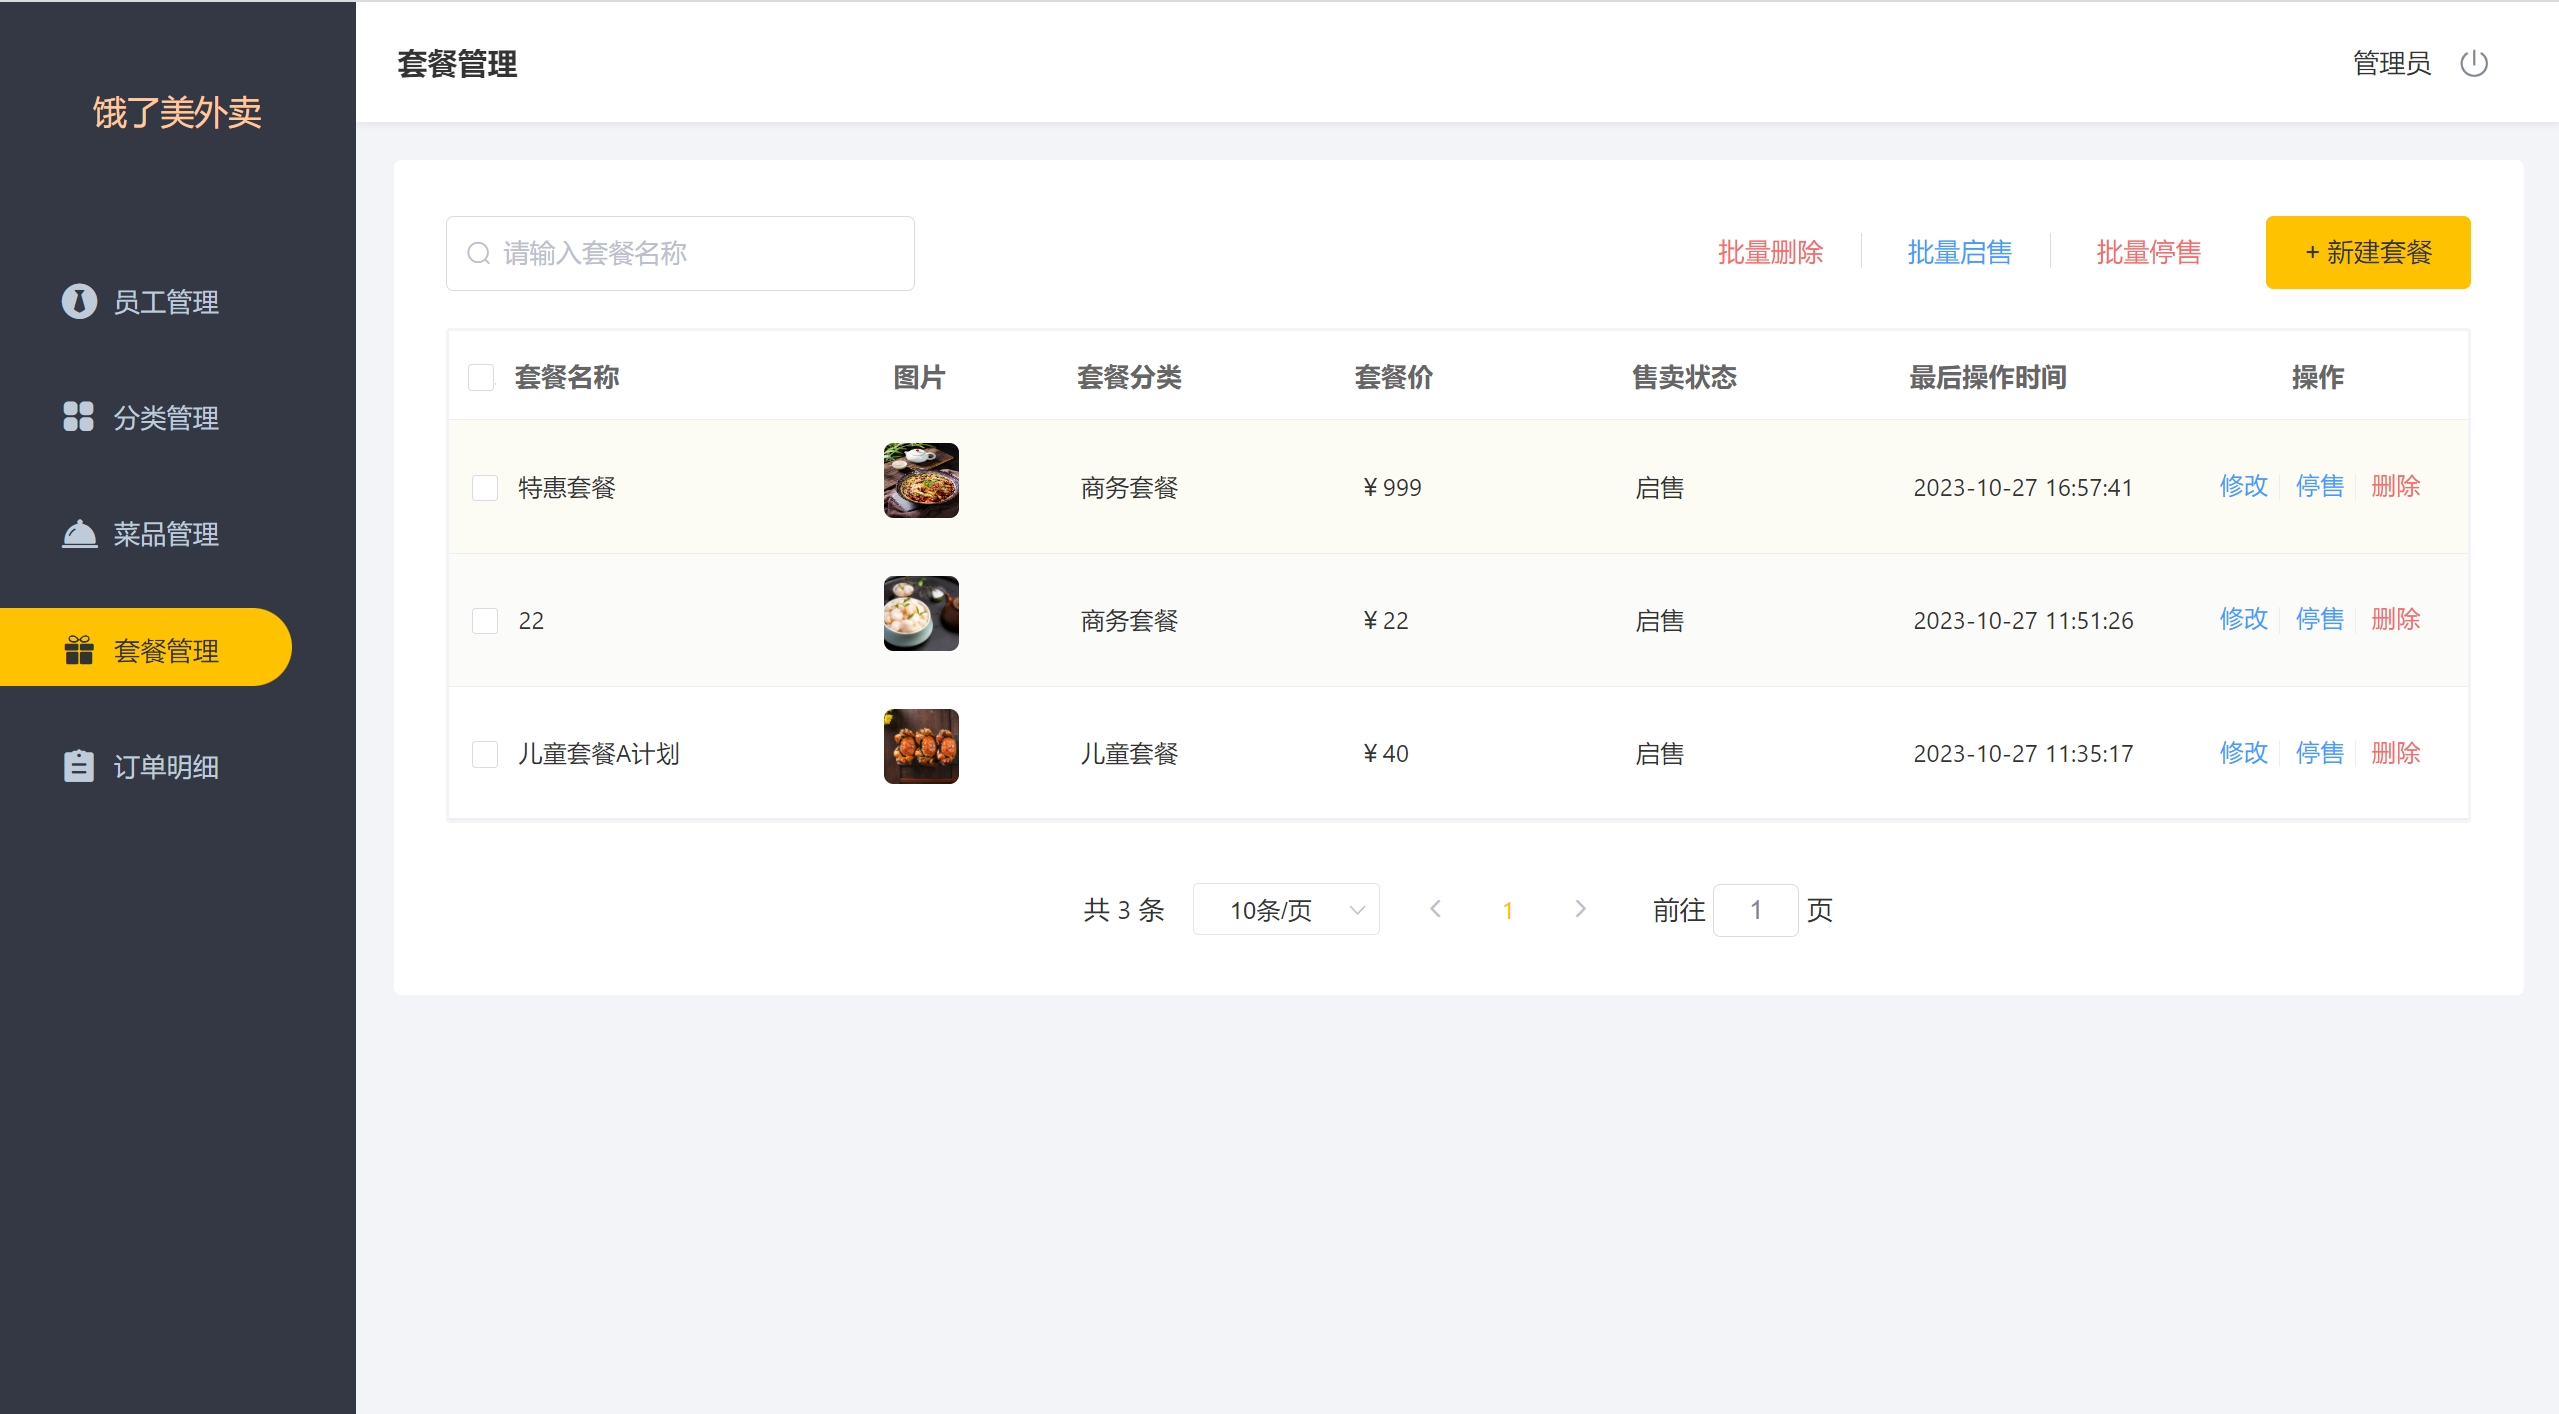 饿了美外卖
员工管理
分类管理
菜品管理
套餐管理
订单明细
套餐管理
管理员
请输入套餐名称
批量删除 批量启售 批量停售 + 新建套餐
套餐名称 图片 套餐分类 套餐价 售卖状态 最后操作时间 操作
特惠套餐 商务套餐 ¥ 999 启售 2023-10-27 16:57:41 修改 停售 删除
22 商务套餐 ¥ 22 启售 2023-10-27 11:51:26 修改 停售 删除
儿童套餐A计划 儿童套餐 ¥ 40 启售 2023-10-27 11:35:17 修改 停售 删除
共 3 条 10条/页 1 前往 1 页